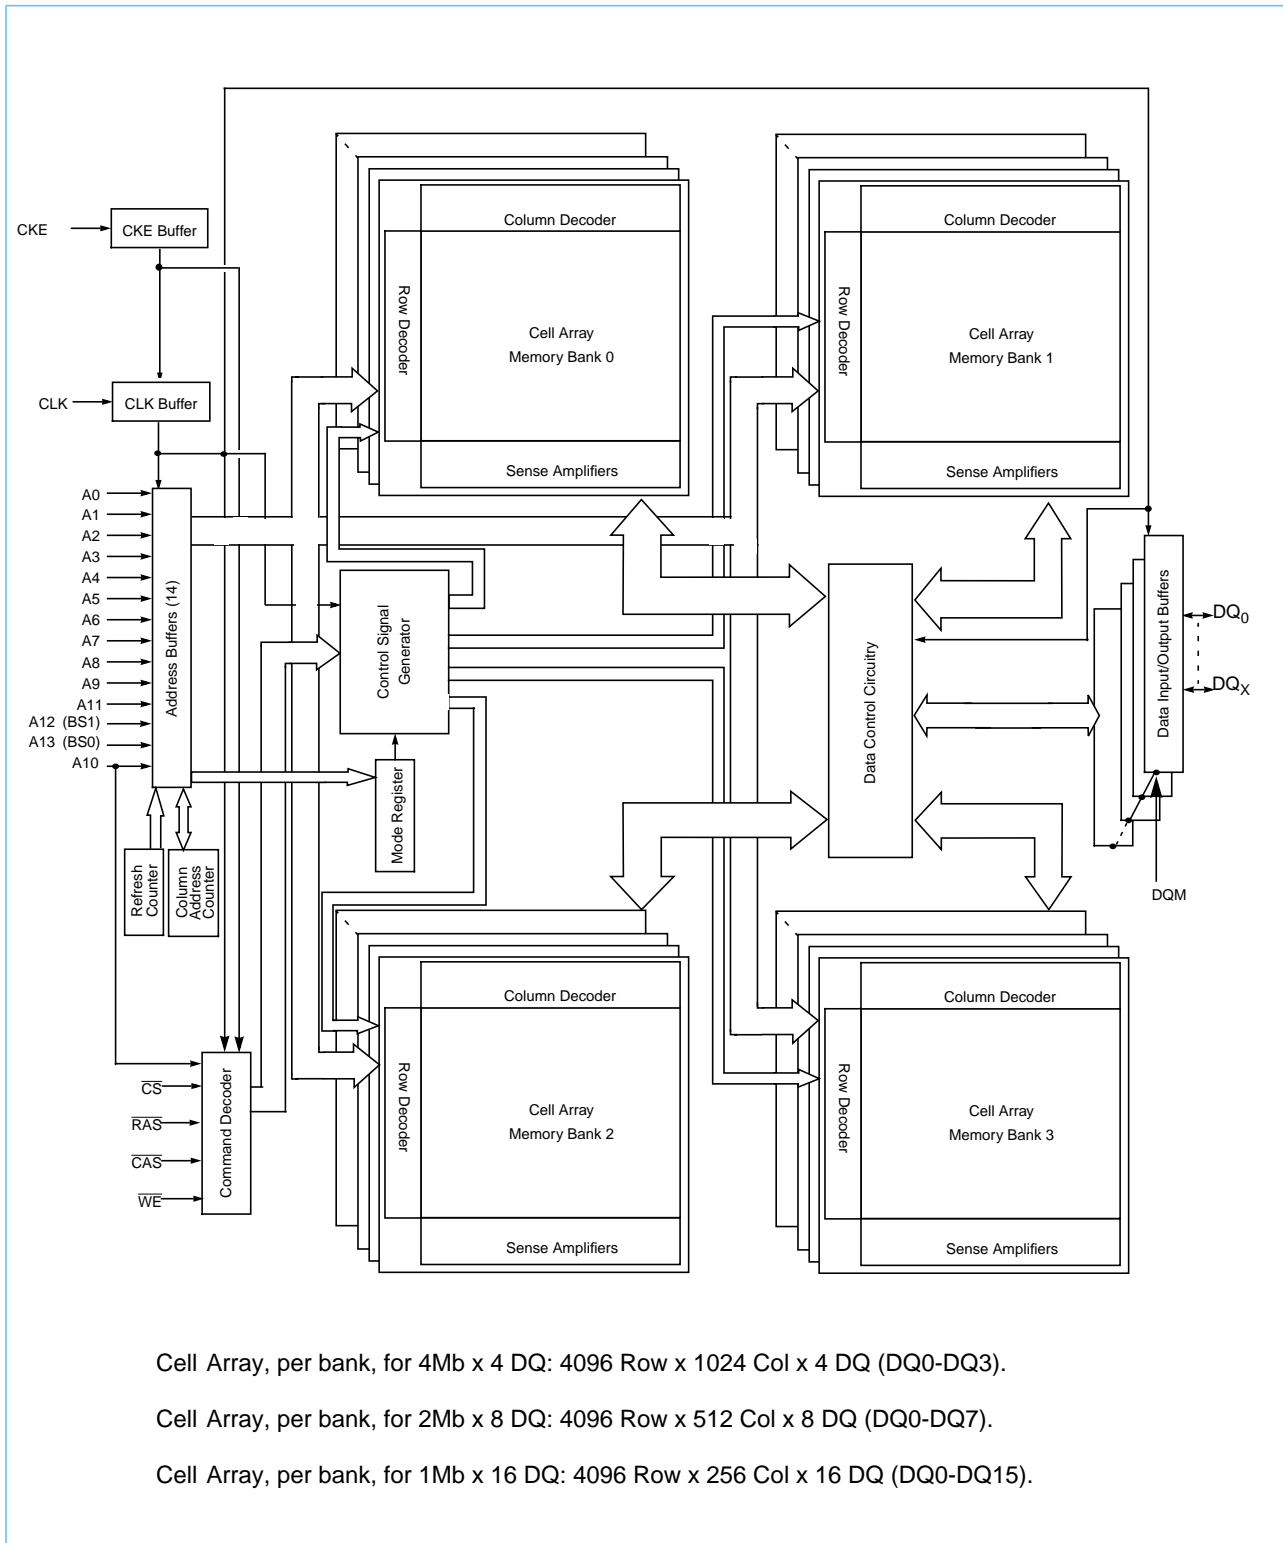 Column Decoder
Row Decoder
Cell Array
Memory Bank 0
Sense Amplifiers
Column Decoder
Row Decoder
Cell Array
Memory Bank 1
Sense Amplifiers
CKE
CKE Buffer
CLK
CLK Buffer
A0
A1
A2
A3
A4
A5
A6
A7
A8
A9
A11
A12 (BS1)
A13 (BS0)
A10
Address Buffers (14)
Refresh
Counter
Column
Address
Counter
Control Signal
Generator
Mode Register
Data Control Circuitry
Data Input/Output Buffers
DQ0
DQX
DQM
CS
RAS
CAS
WE
Command Decoder
Column Decoder
Row Decoder
Cell Array
Memory Bank 2
Sense Amplifiers
Column Decoder
Row Decoder
Cell Array
Memory Bank 3
Sense Amplifiers
Cell Array, per bank, for 4Mb x 4 DQ: 4096 Row x 1024 Col x 4 DQ (DQ0-DQ3).
Cell Array, per bank, for 2Mb x 8 DQ: 4096 Row x 512 Col x 8 DQ (DQ0-DQ7).
Cell Array, per bank, for 1Mb x 16 DQ: 4096 Row x 256 Col x 16 DQ (DQ0-DQ15).